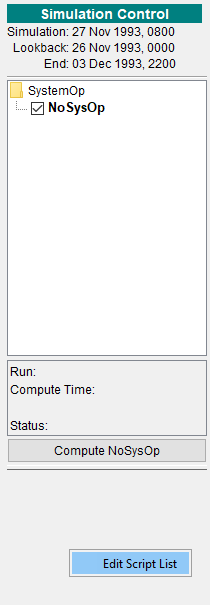 Simulation Control
Simulation: 27 Nov 1993, 0800
Lookback: 26 Nov 1993, 0000
End: 03 Dec 1993, 2200
SystemOp
NoSysOp
Run:
Compute Time:
Status:
Compute NoSysOp
Edit Script List